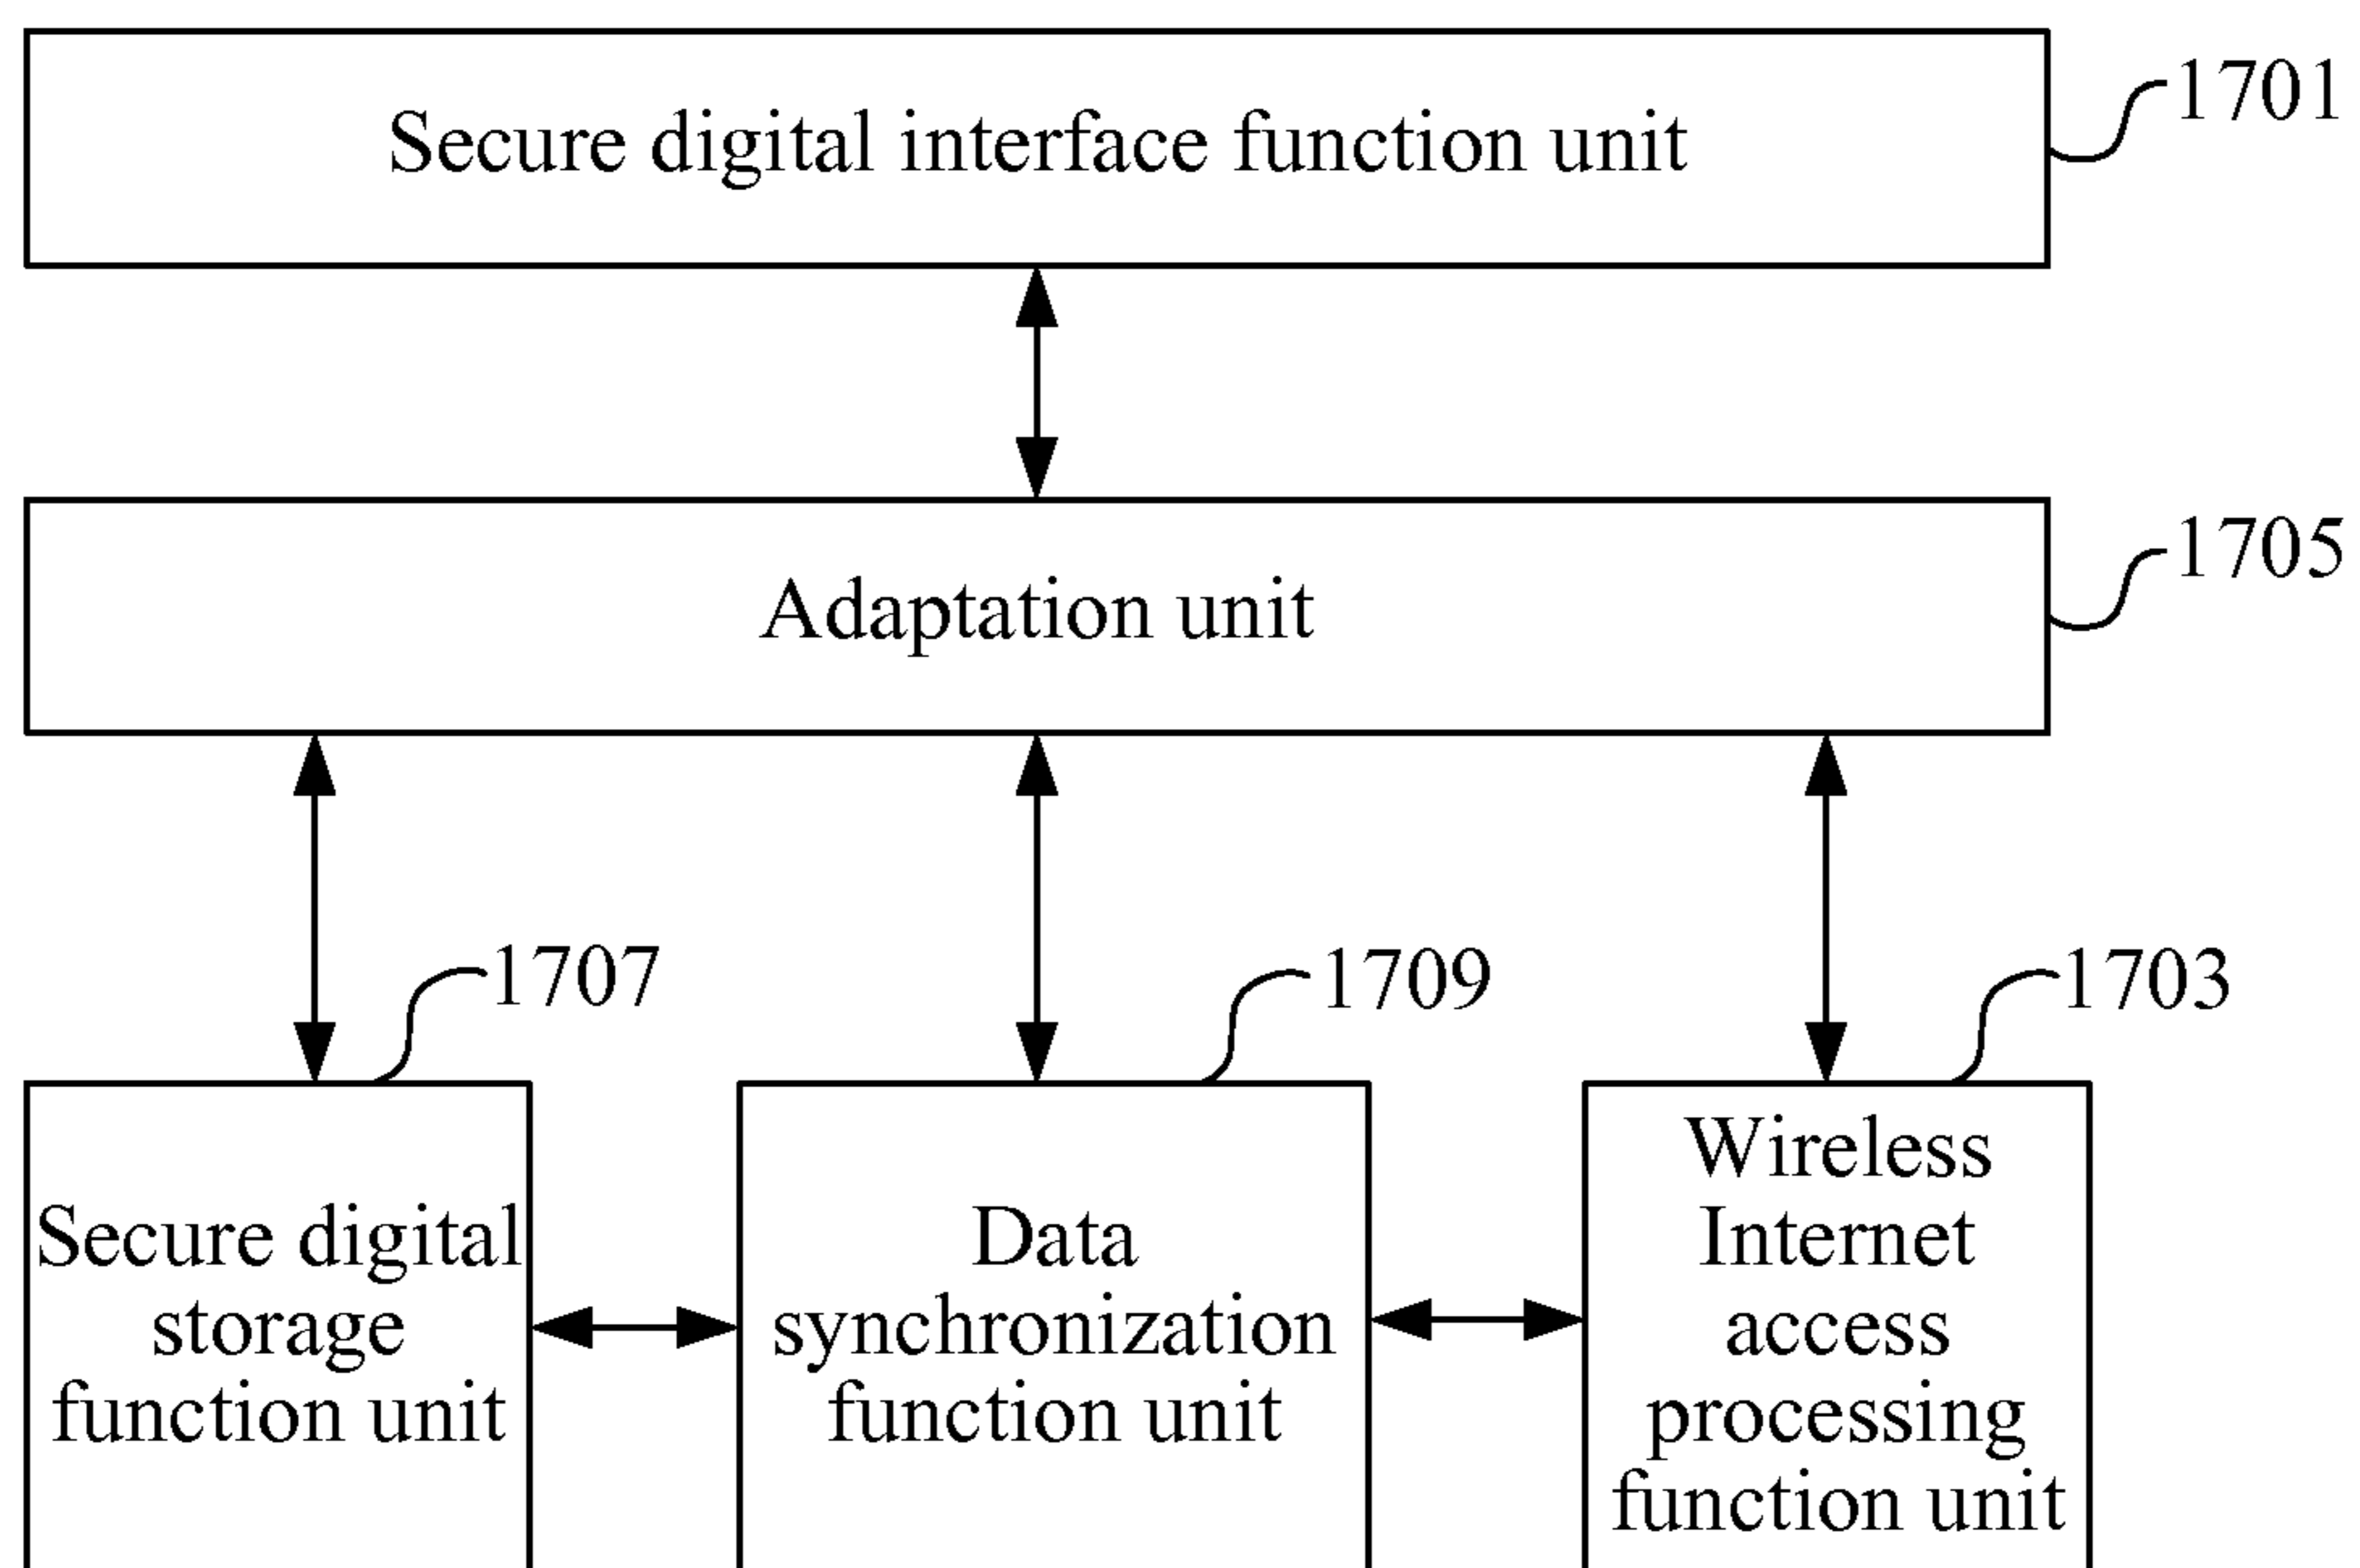 Secure digital interface function unit
1701
Adaptation unit
1705
1707
1709
1703
Secure digital
storage
function unit
Data
synchronization
function unit
Wireless
Internet
access
processing
function unit